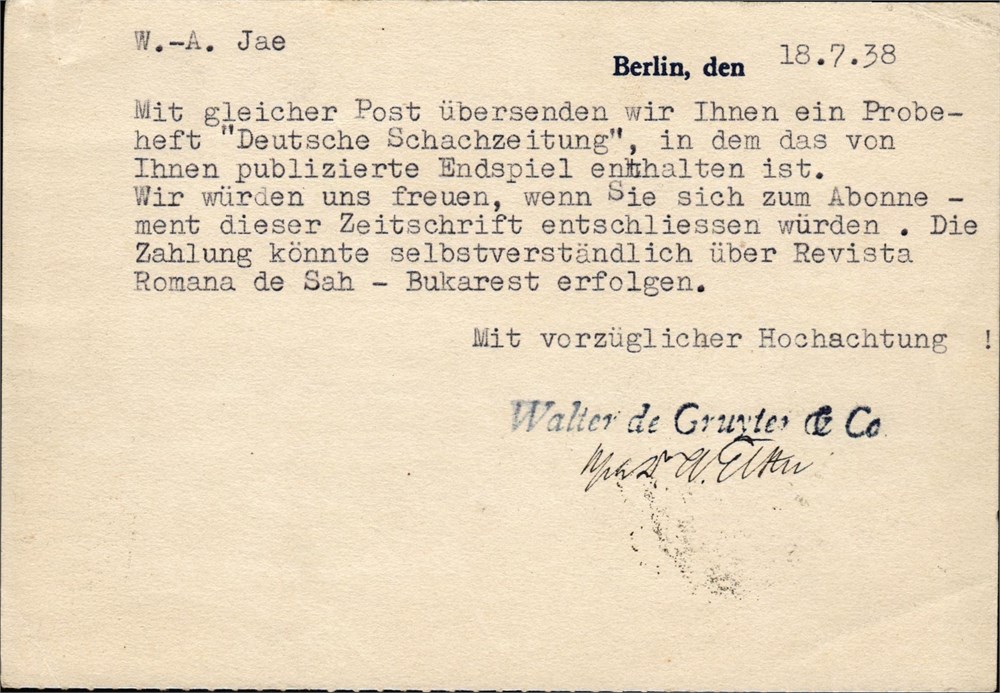 W.-A. Jae
Berlin, den 18.7.38
Mit gleicher Post übersenden wir Ihnen ein Probe-
heft "Deutsche Schachzeitung", in dem das von
Ihnen publizierte Endspiel enthalten ist.
Wir würden uns freuen, wenn Sie sich zum Abonne -
ment dieser Zeitschrift entschliessen würden . Die
Zahlung könnte selbstverständlich über Revista
Romana de Sah - Bukarest erfolgen.
Mit vorzüglicher Hochachtung !
Walter de Gruyter & Co